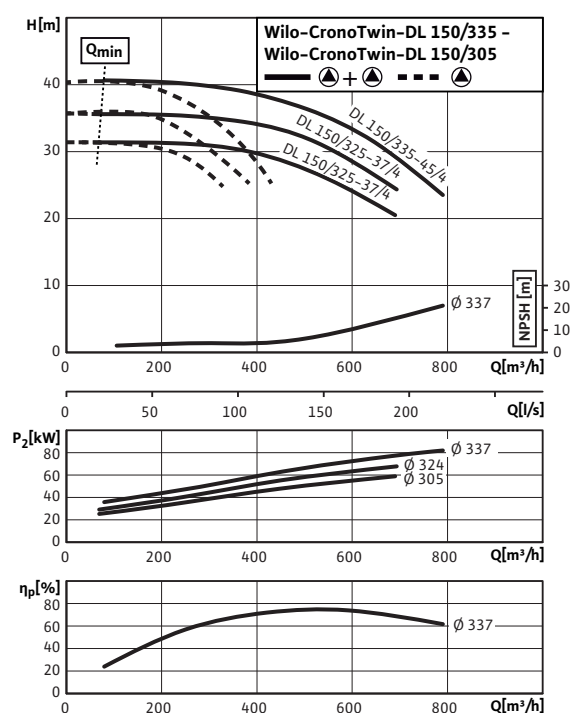 H[m]
Wilo-CronoTwin-DL 150/335 –
Wilo-CronoTwin-DL 150/305
+
Qmin
40
30
20
10
0
DL 150/335-45/4
DL 150/325-37/4
DL 150/325-37/4
Ø 337
NPSH [m]
30
20
10
0
0 200 400 600 800 Q[m³/h]
0 50 100 150 200 Q[l/s]
P₂[kW]
80
60
40
20
0
Ø 337
Ø 324
Ø 305
0 200 400 600 800 Q[m³/h]
ηp[%]
80
60
40
20
0
Ø 337
0 200 400 600 800 Q[m³/h]